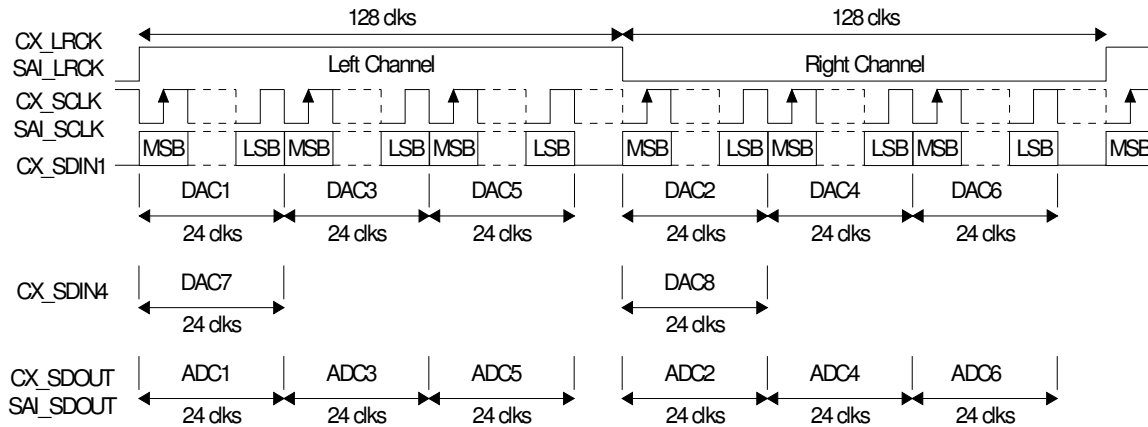 128 clks 128 clks
CX_LRCK
SAI_LRCK Left Channel Right Channel
CX_SCLK
SAI_SCLK
CX_SDIN1 MSB LSB MSB LSB MSB LSB MSB LSB MSB LSB MSB LSB MSB
DAC1 DAC3 DAC5 DAC2 DAC4 DAC6
24 clks 24 clks 24 clks 24 clks 24 clks 24 clks
CX_SDIN4 DAC7 DAC8
24 clks 24 clks
CX_SDOUT ADC1 ADC3 ADC5 ADC2 ADC4 ADC6
SAI_SDOUT 24 clks 24 clks 24 clks 24 clks 24 clks 24 clks